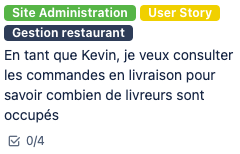 Site Administration User Story
Gestion restaurant
En tant que Kevin, je veux consulter
les commandes en livraison pour
savoir combien de livreurs sont
occupés
0/4